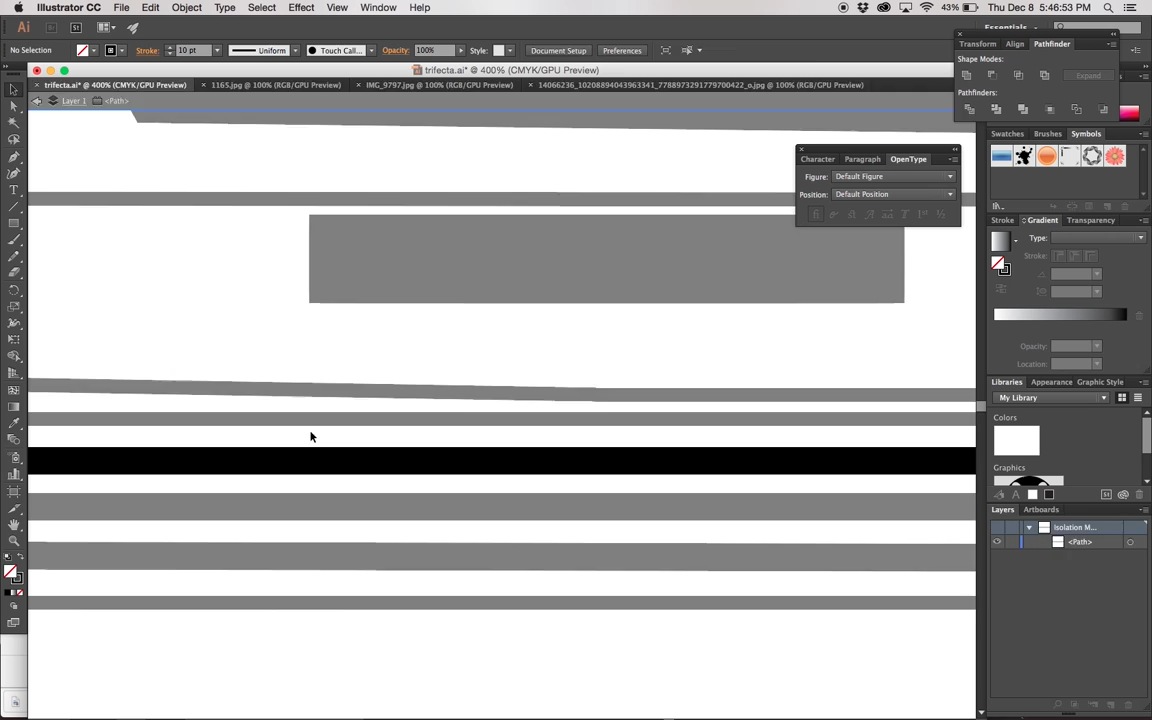 Illustrator CC File Edit Object Type Select Effect View Window Help
43% Thu Dec 8 5:46:53 PM
Ai Br St Essentials
No Selection Stroke: 10 pt Uniform Touch Call... Opacity: 100% Style: Document Setup Preferences
trifecta.ai* @ 400% (CMYK/GPU Preview)
trifecta.ai* @ 400% (CMYK/GPU Preview) 1165.jpg @ 100% (RGB/GPU Preview) IMG_9797.jpg @ 100% (RGB/GPU Preview) 14066236_10208894043963341_7788973291779700422_o.jpg @ 100% (RGB/GPU Preview)
Layer 1 <Path>
Transform Align Pathfinder
Shape Modes:
Expand
Pathfinders:
Swatches Brushes Symbols
Character Paragraph OpenType
Figure: Default Figure
Position: Default Position
Stroke Gradient Transparency
Type:
Stroke:
Opacity:
Location:
Libraries Appearance Graphic Style
My Library
Colors
Graphics
Layers Artboards
Isolation M...
<Path>